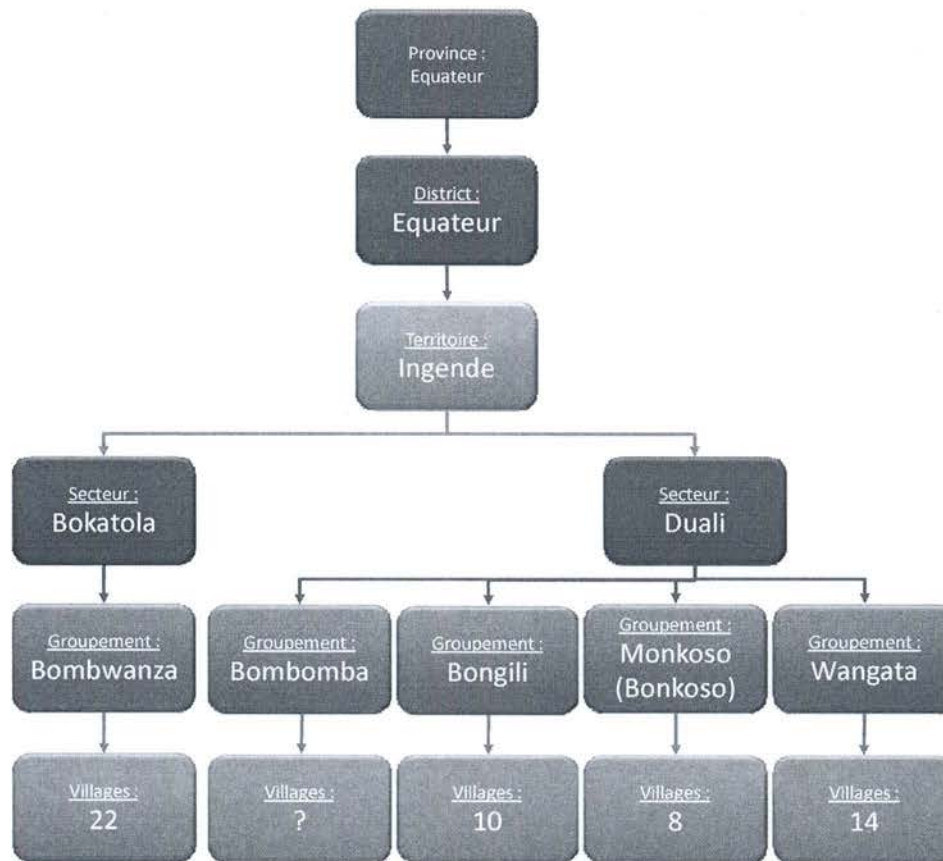 Province :
Equateur
District :
Equateur
Territoire :
Ingende
Secteur :
Bokatola
Secteur :
Duali
Groupement :
Bombwanza
Groupement :
Bombomba
Groupement :
Bongili
Groupement :
Monkoso
(Bonkoso)
Groupement :
Wangata
Villages :
22
Villages :
?
Villages :
10
Villages :
8
Villages :
14